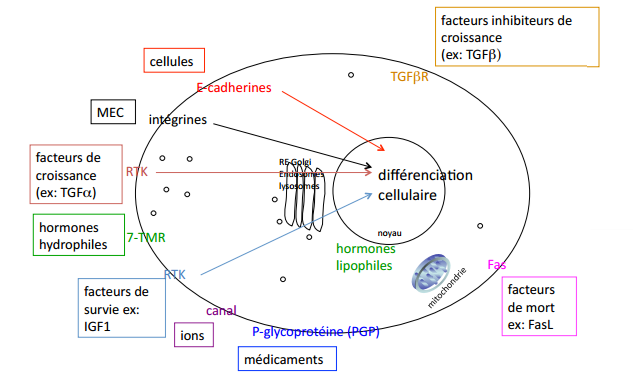 facteurs inhibiteurs de
croissance
(ex: TGFβ)
cellules
TGFβR
E-cadherines
MEC
intégrines
facteurs de
croissance
(ex: TGFα)
RTK
RE Golgi
Endosomes
lysosomes
différenciation
cellulaire
noyau
hormones
hydrophiles
7-TMR
hormones
lipophiles
RTK
mitochondrie
Fas
facteurs de
survie ex:
IGF1
facteurs
de mort
ex: FasL
canal
ions
P-glycoprotéine (PGP)
médicaments